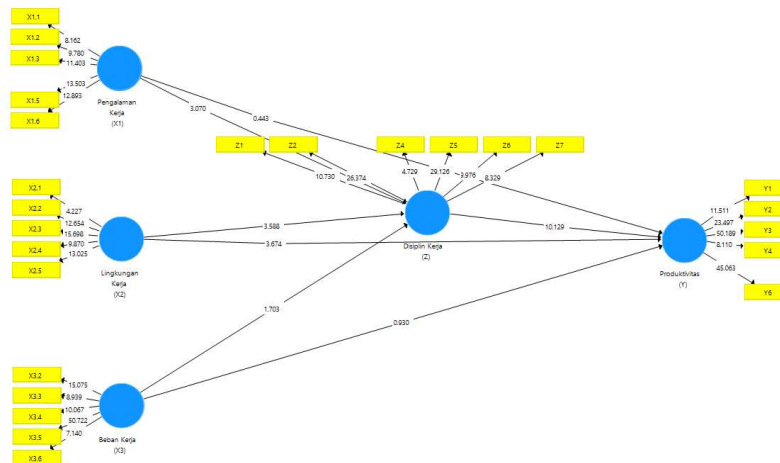 X1.1
X1.2
X1.3
X1.5
X1.6
8.162
9.780
11.403
13.503
12.893
Pengalaman
Kerja
(X1)
3.070
0.443
Z1
Z2
Z4
Z5
Z6
Z7
10.730
26.374
4.729
29.126
9.976
8.329
X2.1
X2.2
X2.3
X2.4
X2.5
4.227
12.654
15.698
9.870
13.025
Lingkungan
Kerja
(X2)
3.588
3.674
Disiplin Kerja
(Z)
10.129
Y1
Y2
Y3
Y4
Y6
11.511
23.497
50.189
8.110
45.063
Produktivitas
(Y)
1.703
0.930
X3.2
X3.3
X3.4
X3.5
X3.6
15.075
8.939
10.067
50.722
7.140
Beban Kerja
(X3)